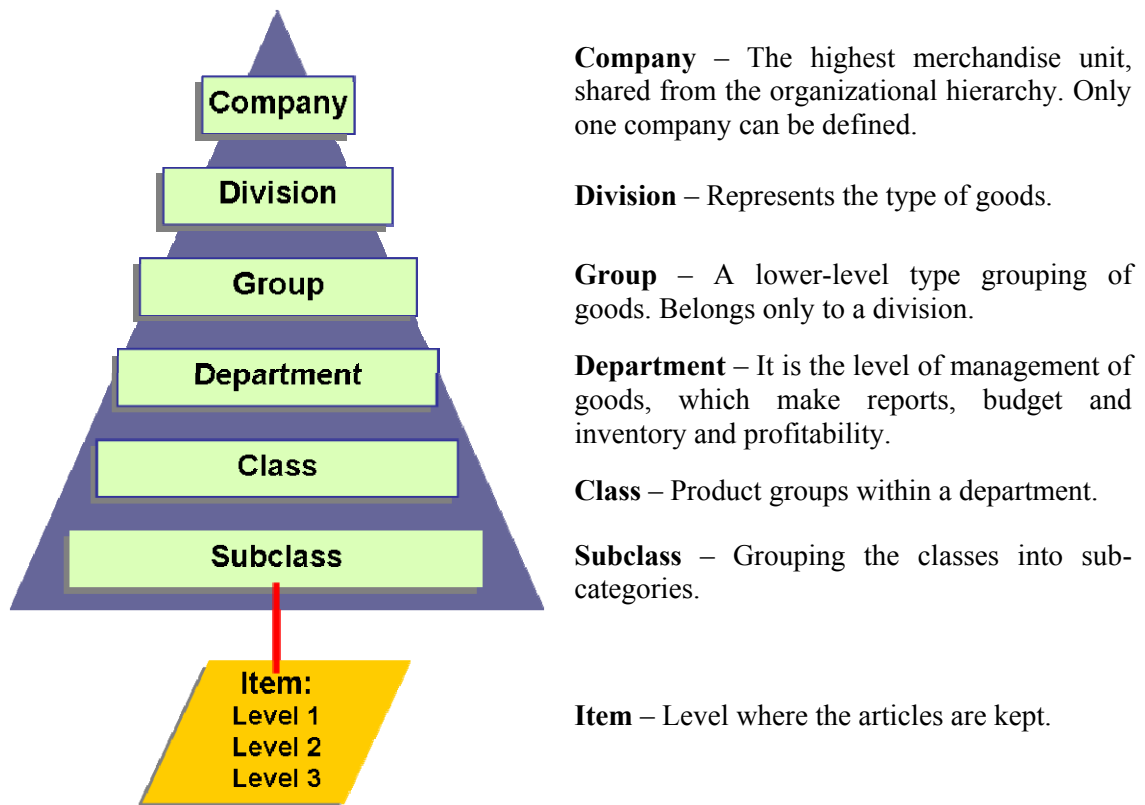 Company
Division
Group
Department
Class
Subclass
Item:
Level 1
Level 2
Level 3
Company – The highest merchandise unit,
shared from the organizational hierarchy. Only
one company can be defined.
Division – Represents the type of goods.
Group – A lower-level type grouping of
goods. Belongs only to a division.
Department – It is the level of management of
goods, which make reports, budget and
inventory and profitability.
Class – Product groups within a department.
Subclass – Grouping the classes into sub-
categories.
Item – Level where the articles are kept.